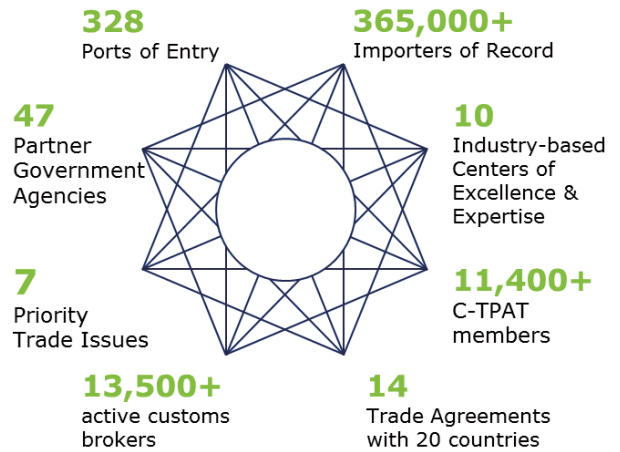 328
Ports of Entry
365,000+
Importers of Record
47
Partner
Government
Agencies
10
Industry-based
Centers of
Excellence &
Expertise
7
Priority
Trade Issues
11,400+
C-TPAT
members
13,500+
active customs
brokers
14
Trade Agreements
with 20 countries